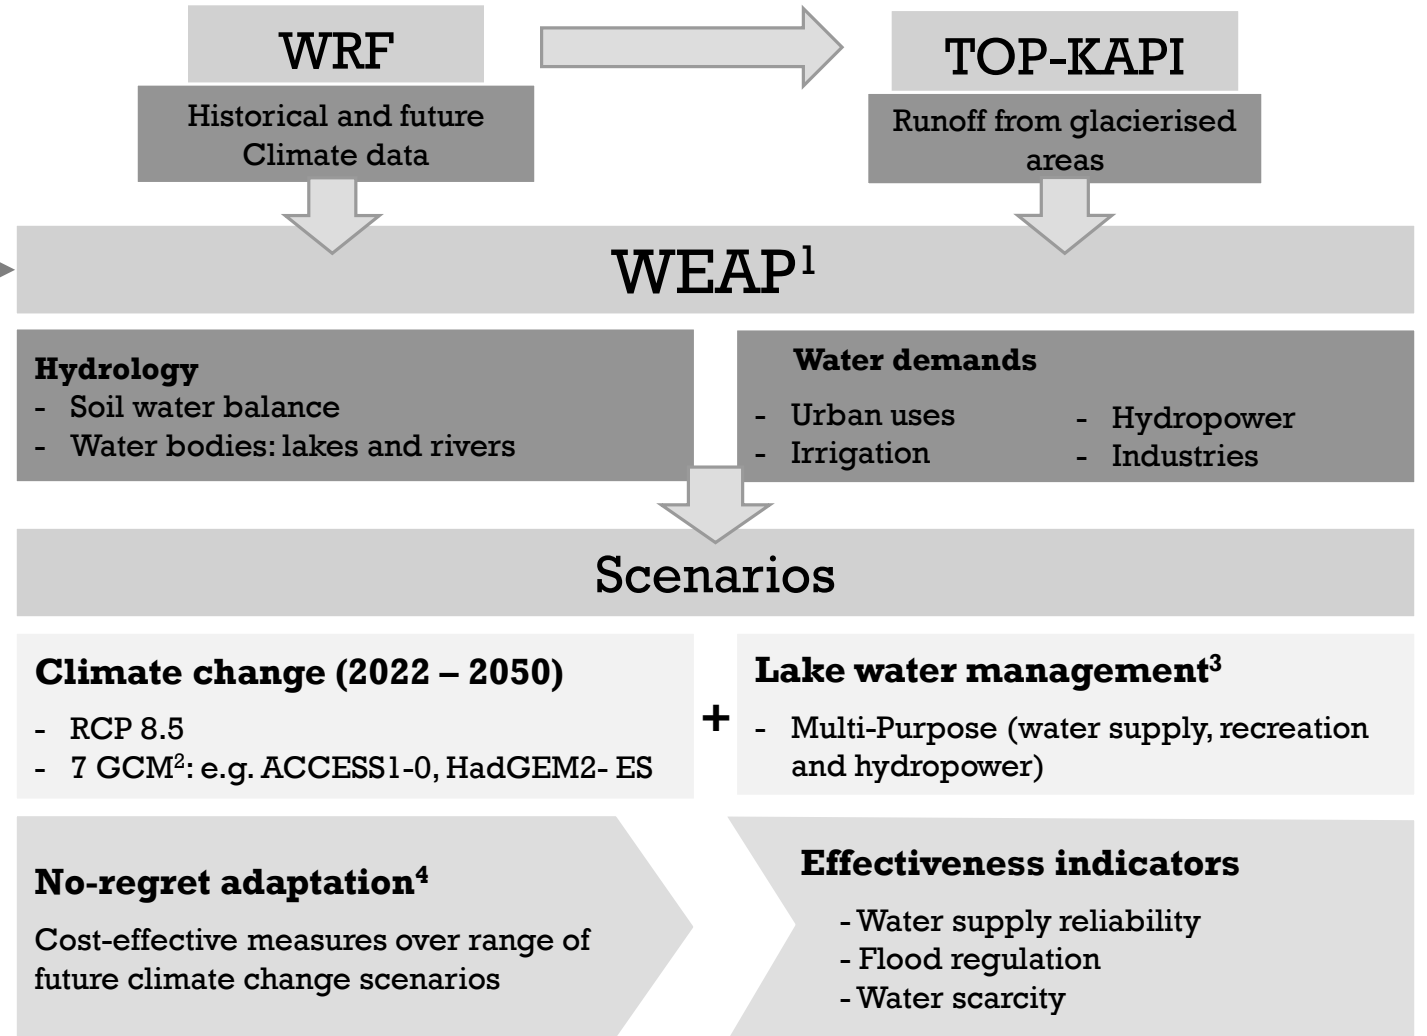 WRF
Historical and future
Climate data
TOP-KAPI
Runoff from glacierised
areas
WEAP¹
Hydrology
- Soil water balance
- Water bodies: lakes and rivers
Water demands
- Urban uses
- Irrigation
- Hydropower
- Industries
Scenarios
Climate change (2022 – 2050)
- RCP 8.5
- 7 GCM²: e.g. ACCESS1-0, HadGEM2- ES
+
Lake water management³
- Multi-Purpose (water supply, recreation
and hydropower)
No-regret adaptation⁴
Cost-effective measures over range of
future climate change scenarios
Effectiveness indicators
- Water supply reliability
- Flood regulation
- Water scarcity